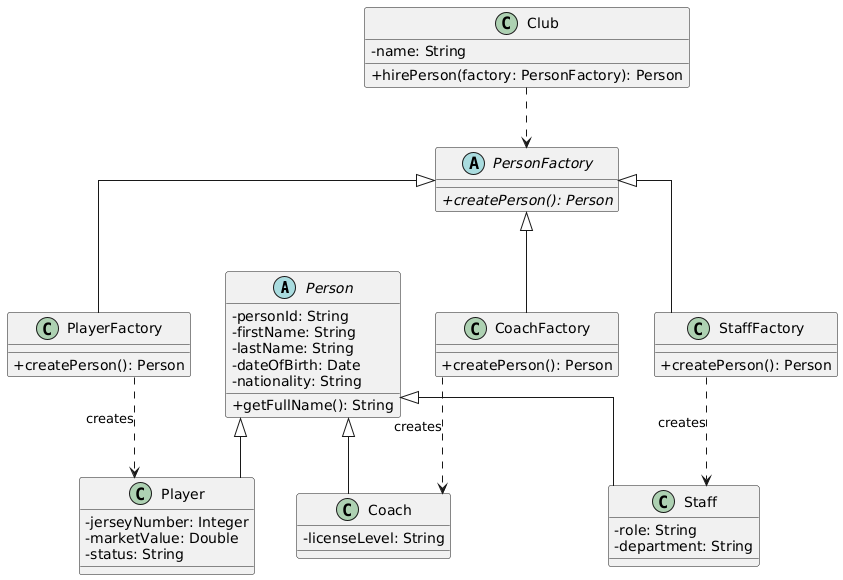 C Club
-name: String
+hirePerson(factory: PersonFactory): Person
A PersonFactory
+createPerson(): Person
A Person
-personId: String
-firstName: String
-lastName: String
-dateOfBirth: Date
-nationality: String
+getFullName(): String
C PlayerFactory
+createPerson(): Person
C CoachFactory
+createPerson(): Person
C StaffFactory
+createPerson(): Person
creates
creates
creates
C Player
-jerseyNumber: Integer
-marketValue: Double
-status: String
C Coach
-licenseLevel: String
C Staff
-role: String
-department: String